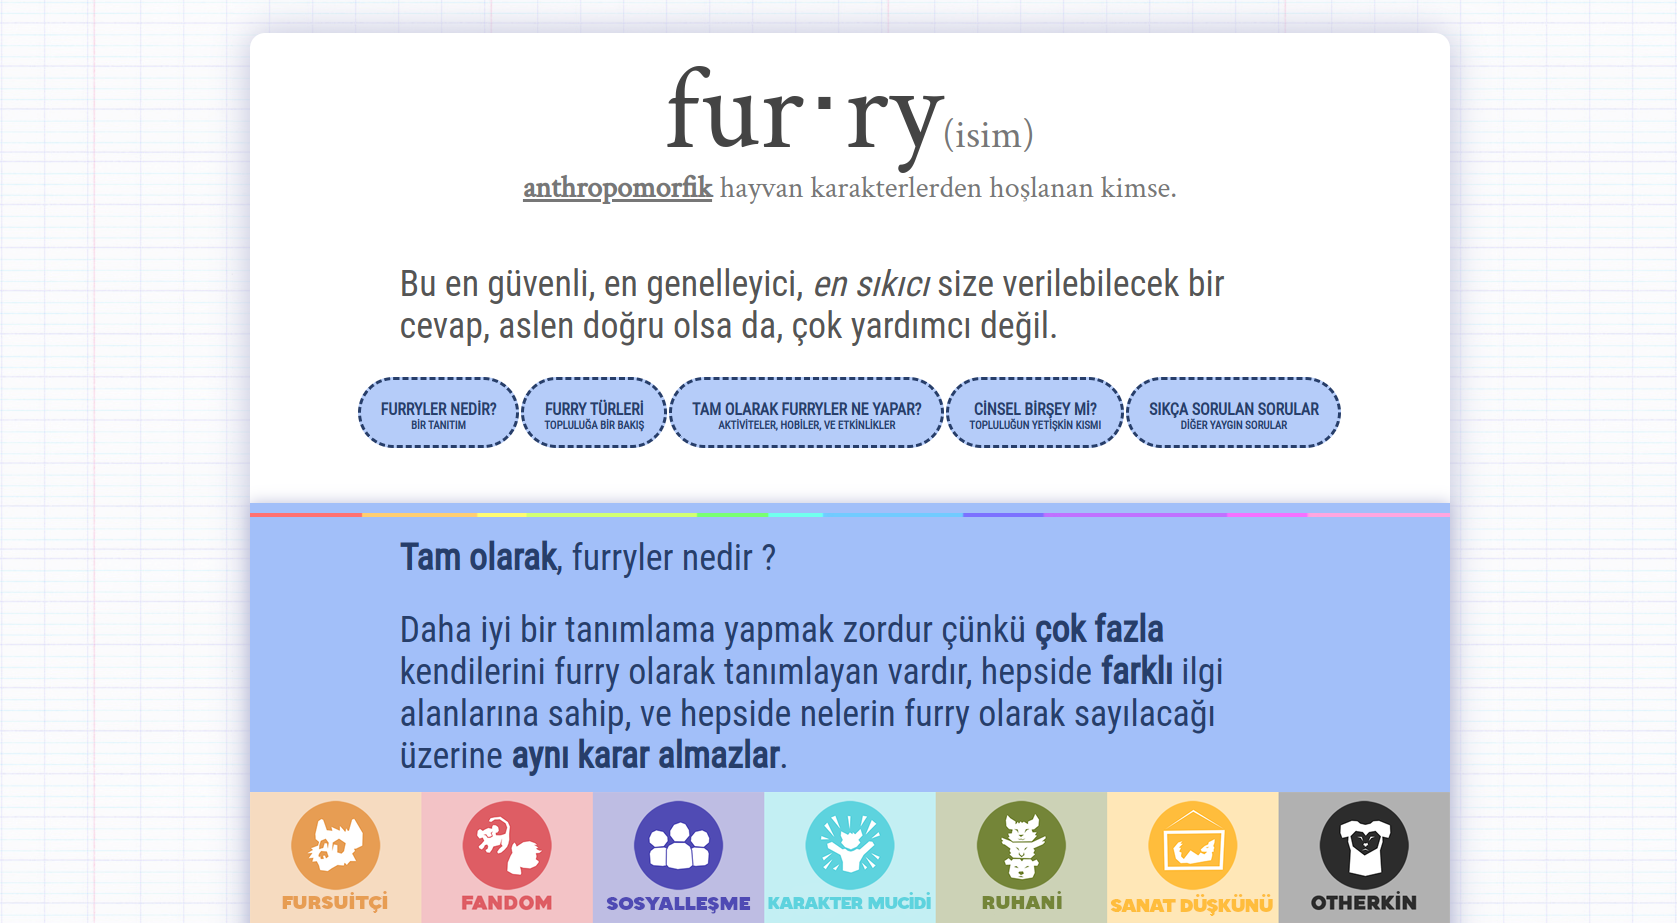 fur·ry(isim)
anthropomorfik hayvan karakterlerden hoşlanan kimse.
Bu en güvenli, en genelleyici, en sıkıcı size verilebilecek bir
cevap, aslen doğru olsa da, çok yardımcı değil.
FURRYLER NEDİR?
BİR TANITIM
FURRY TÜRLERİ
TOPLULUĞA BİR BAKIŞ
TAM OLARAK FURRYLER NE YAPAR?
AKTİVİTELER, HOBİLER, VE ETKİNLİKLER
CİNSEL BİRŞEY Mİ?
TOPLULUĞUN YETİŞKİN KISMI
SIKÇA SORULAN SORULAR
DİĞER YAYGIN SORULAR
Tam olarak, furryler nedir ?
Daha iyi bir tanımlama yapmak zordur çünkü çok fazla
kendilerini furry olarak tanımlayan vardır, hepside farklı ilgi
alanlarına sahip, ve hepside nelerin furry olarak sayılacağı
üzerine aynı karar almazlar.
FURSUİTÇİ
FANDOM
SOSYALLEŞME
KARAKTER MUCİDİ
RUHANİ
SANAT DÜŞKÜNÜ
OTHERKİN